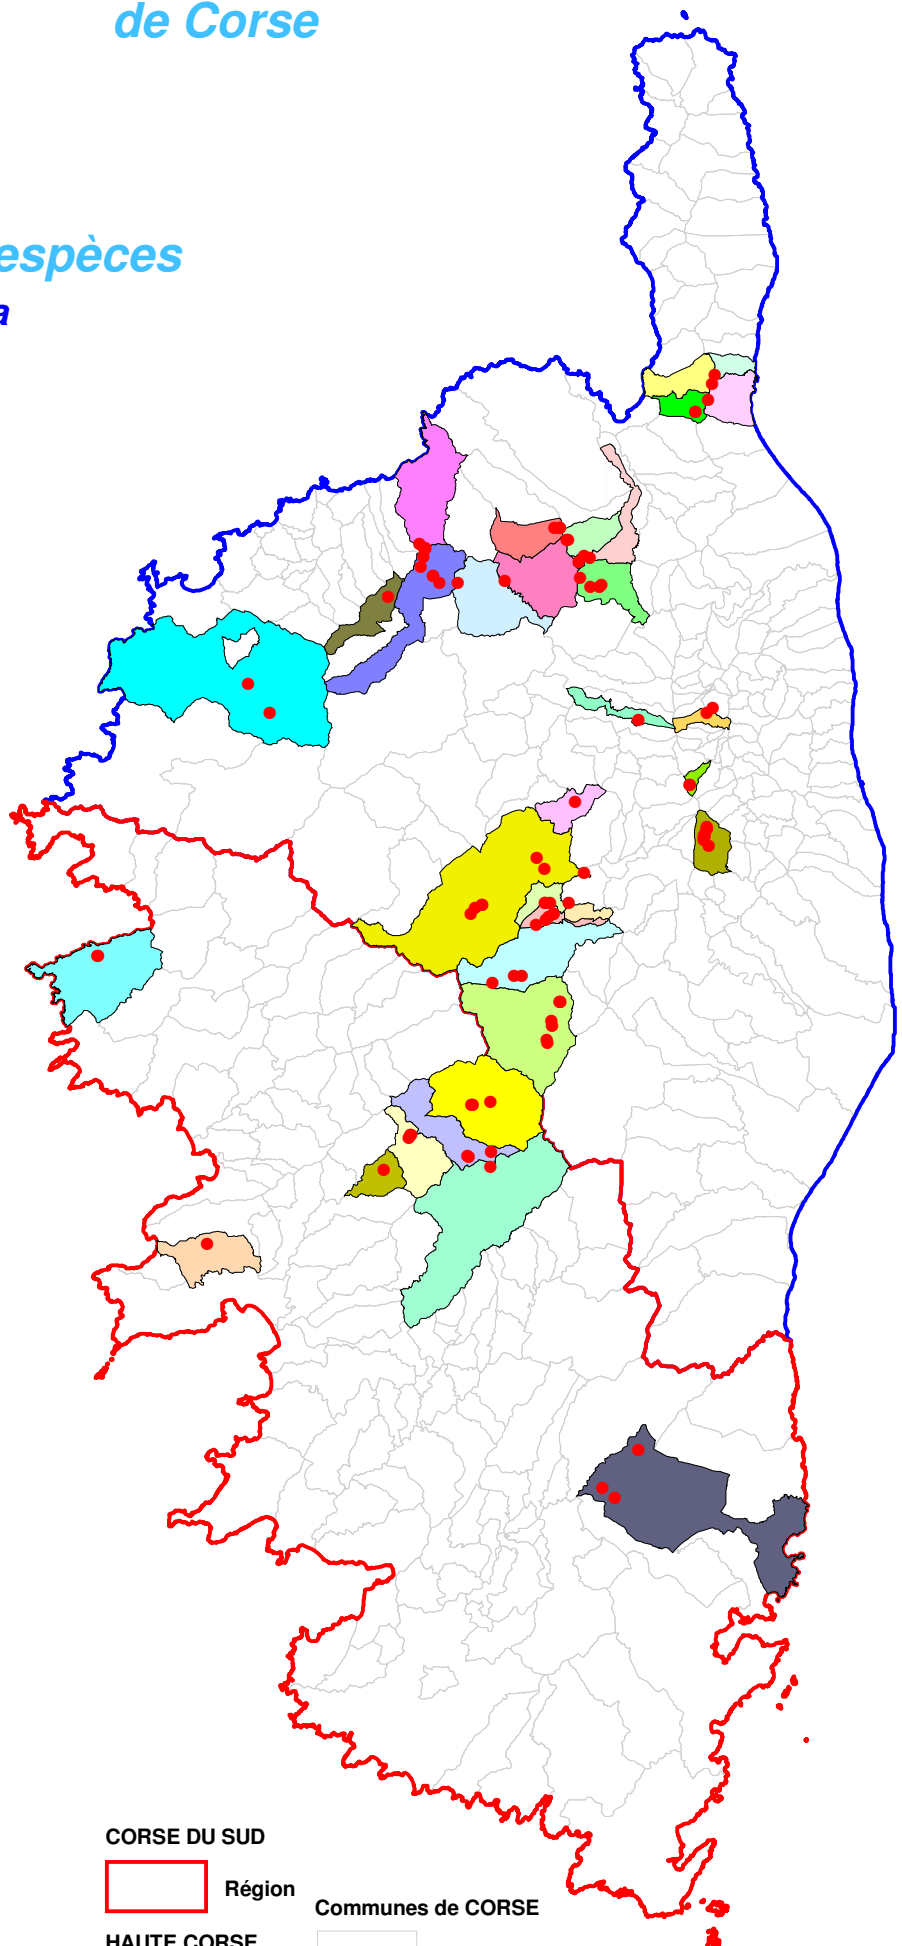 de Corse
espèces
a
CORSE DU SUD
Région
Communes de CORSE
HAUTE CORSE